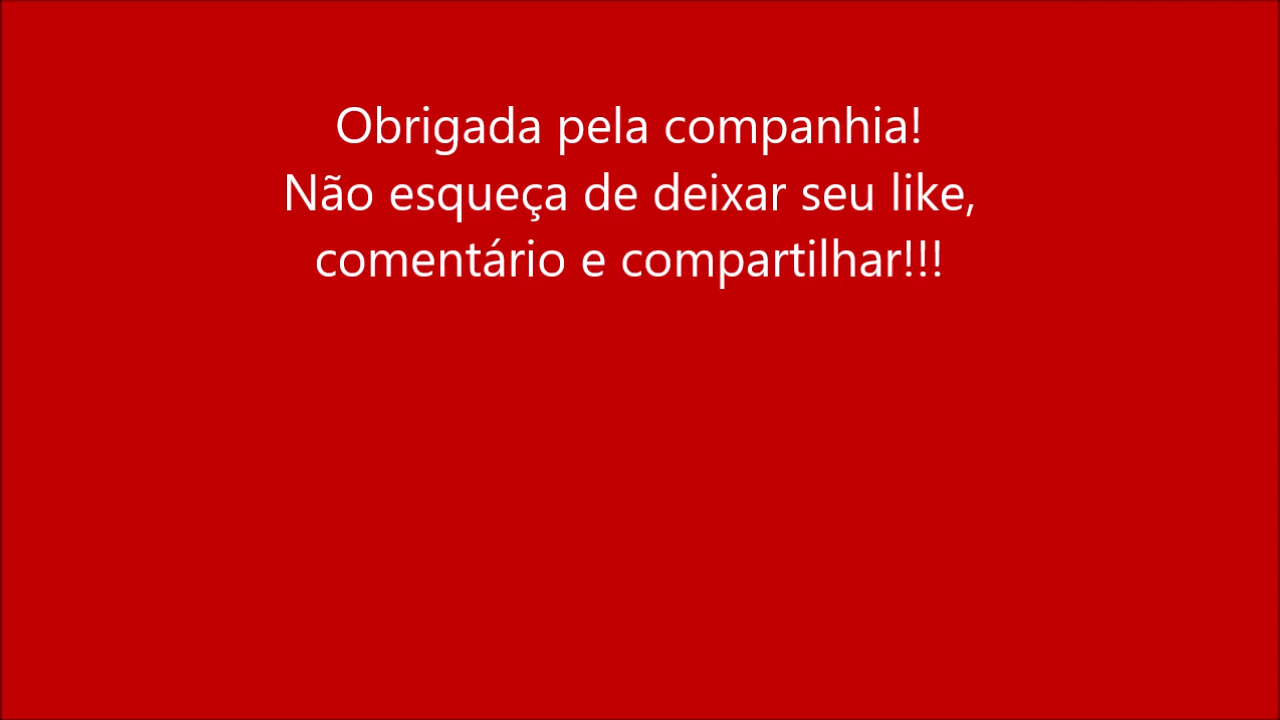 Obrigada pela companhia!
Não esqueça de deixar seu like,
comentário e compartilhar!!!